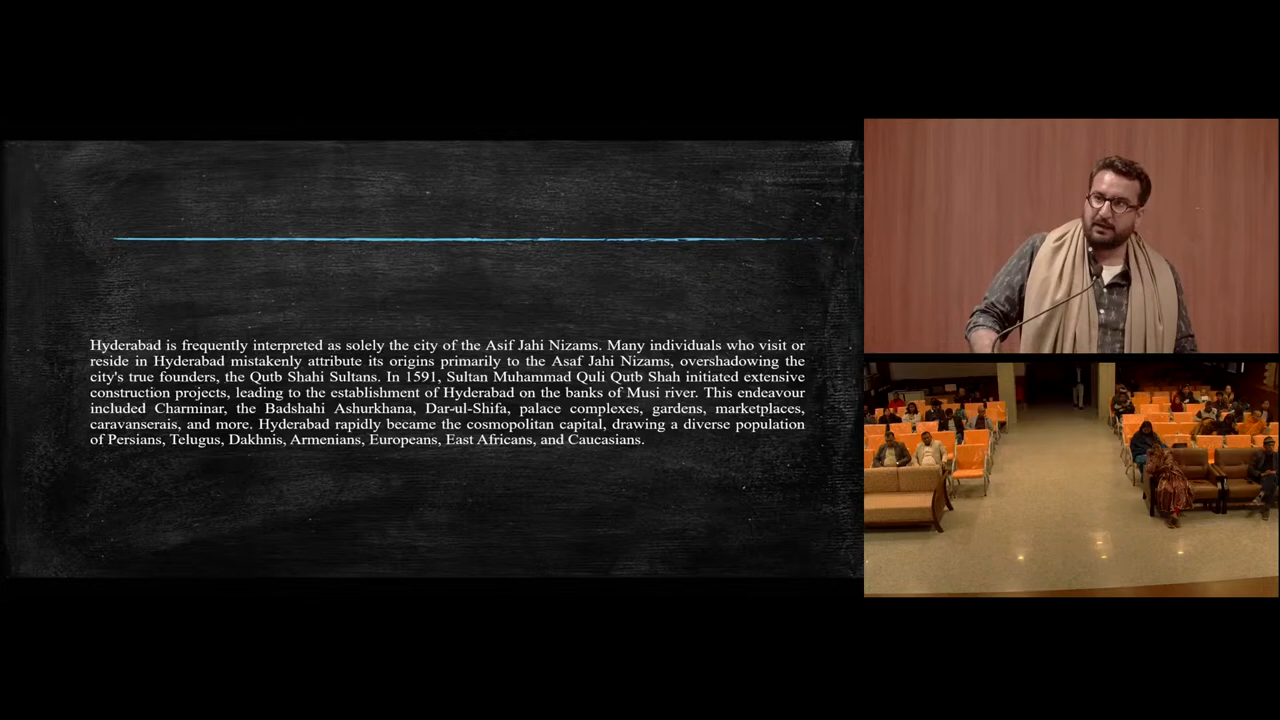 Hyderabad is frequently interpreted as solely the city of the Asif Jahi Nizams. Many individuals who visit or
reside in Hyderabad mistakenly attribute its origins primarily to the Asaf Jahi Nizams, overshadowing the
city's true founders, the Qutb Shahi Sultans. In 1591, Sultan Muhammad Quli Qutb Shah initiated extensive
construction projects, leading to the establishment of Hyderabad on the banks of Musi river. This endeavour
included Charminar, the Badshahi Ashurkhana, Dar-ul-Shifa, palace complexes, gardens, marketplaces,
caravanserais, and more. Hyderabad rapidly became the cosmopolitan capital, drawing a diverse population
of Persians, Telugus, Dakhnis, Armenians, Europeans, East Africans, and Caucasians.